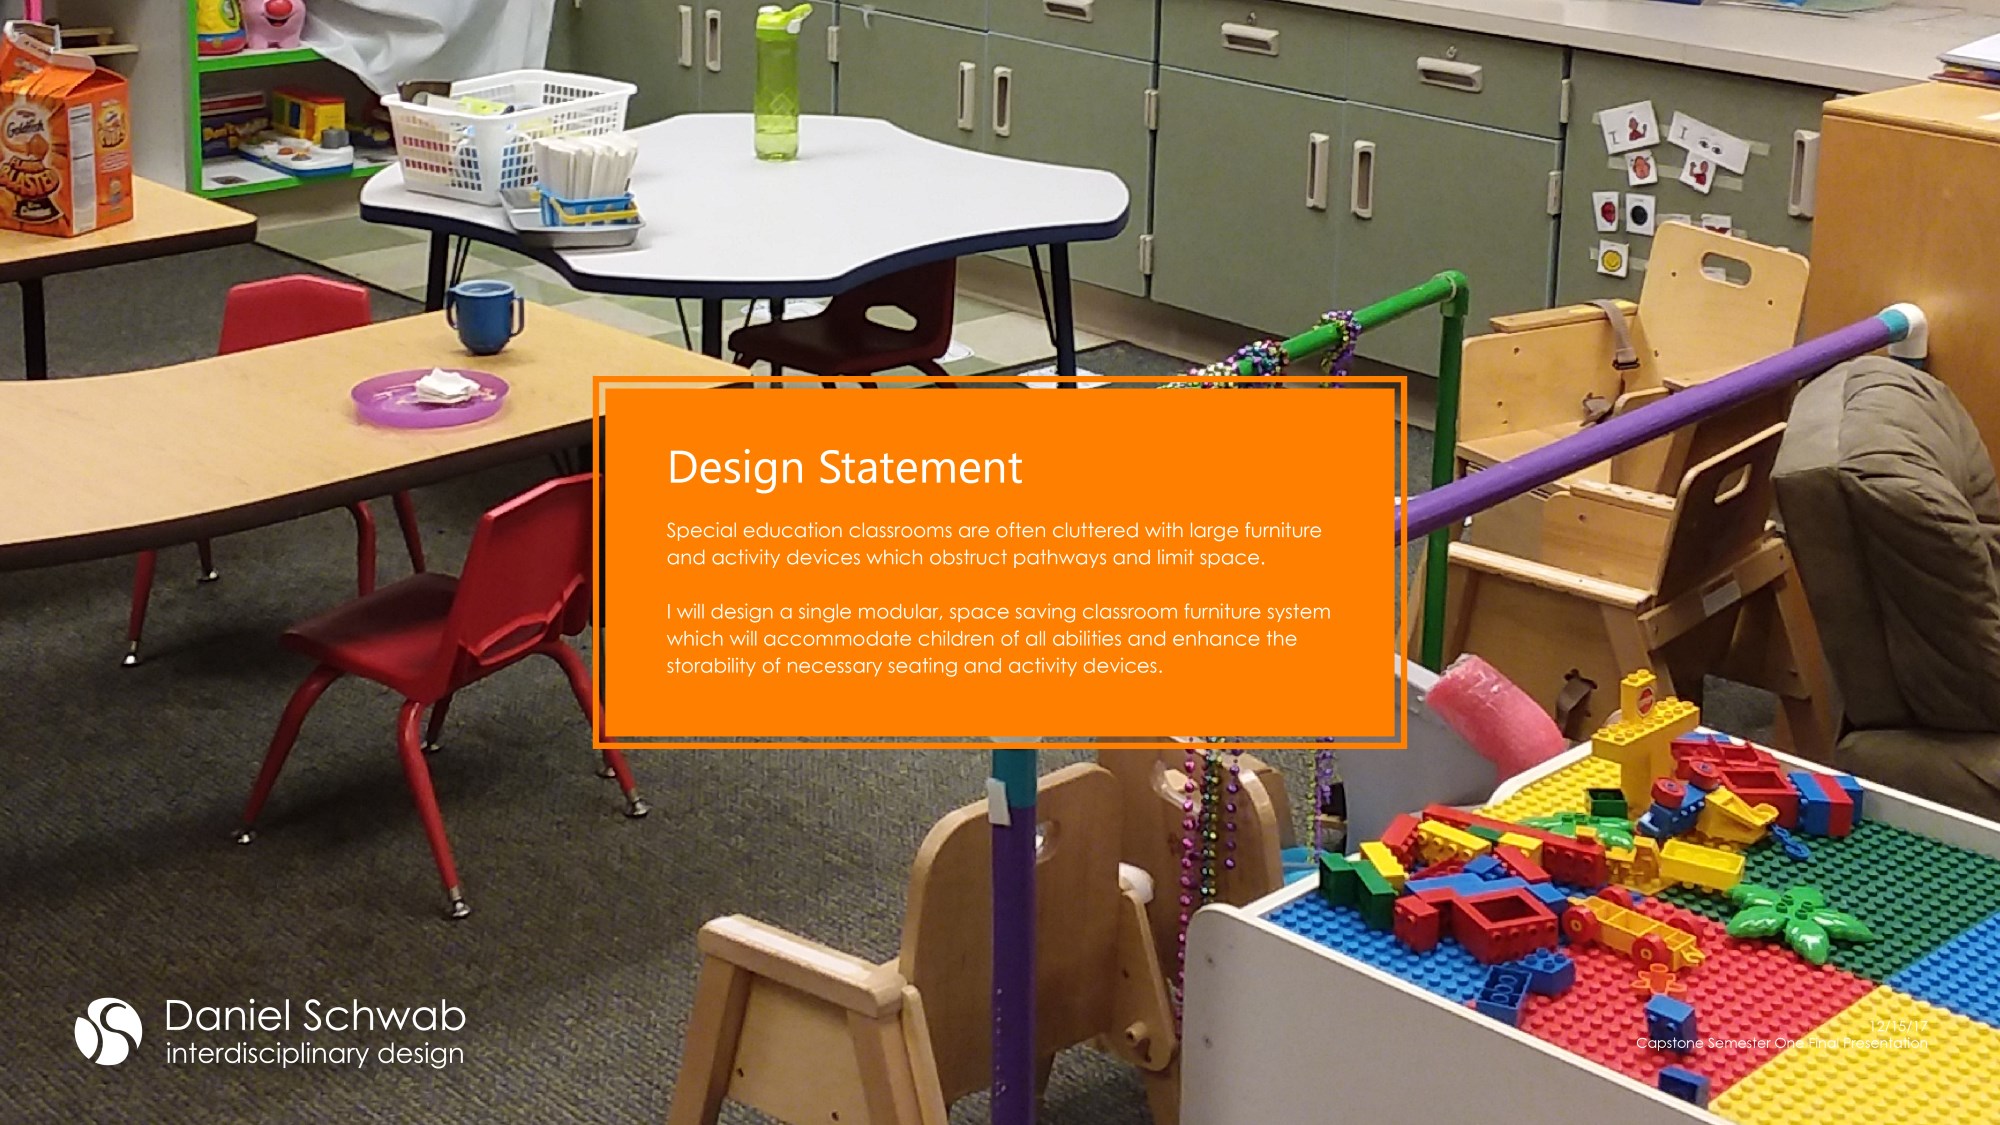 Goldfish
FLAVOR
BLASTED
Design Statement
Special education classrooms are often cluttered with large furniture
and activity devices which obstruct pathways and limit space.
I will design a single modular, space saving classroom furniture system
which will accommodate children of all abilities and enhance the
storability of necessary seating and activity devices.
Daniel Schwab
interdisciplinary design
12/15/17
Capstone Semester One Final Presentation